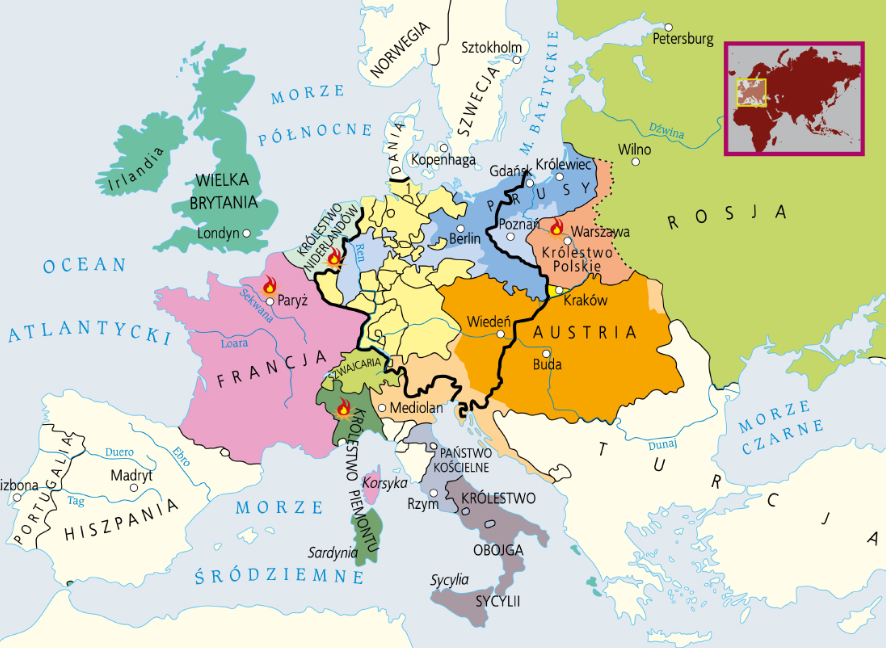 NORWEGIA
Sztokholm
SZWECJA
Petersburg
M. BAŁTYCKIE
MORZE
PÓŁNOCNE
DANIA
Kopenhaga
Dźwina
Wilno
Irlandia
WIELKA
BRYTANIA
Londyn
Gdańsk
Królewiec
PRUSY
ROSJA
KRÓLESTWO
NIDERLANDÓW
Berlin
Poznań
Warszawa
Królestwo
Polskie
Ren
OCEAN
ATLANTYCKI
Paryż
Sekwana
Loara
FRANCJA
Kraków
Wiedeń
AUSTRIA
Buda
SZWAJCARIA
Mediolan
KRÓLESTWO PIEMONTU
MORZE
CZARNE
Dunaj
TURCJA
PORTUGALIA
Duero
Ebro
Madryt
izbona
Tag
HISZPANIA
PAŃSTWO
KOŚCIELNE
Korsyka
Rzym
KRÓLESTWO
OBOJGA
SYCYLII
MORZE
ŚRÓDZIEMNE
Sardynia
Sycylia
1